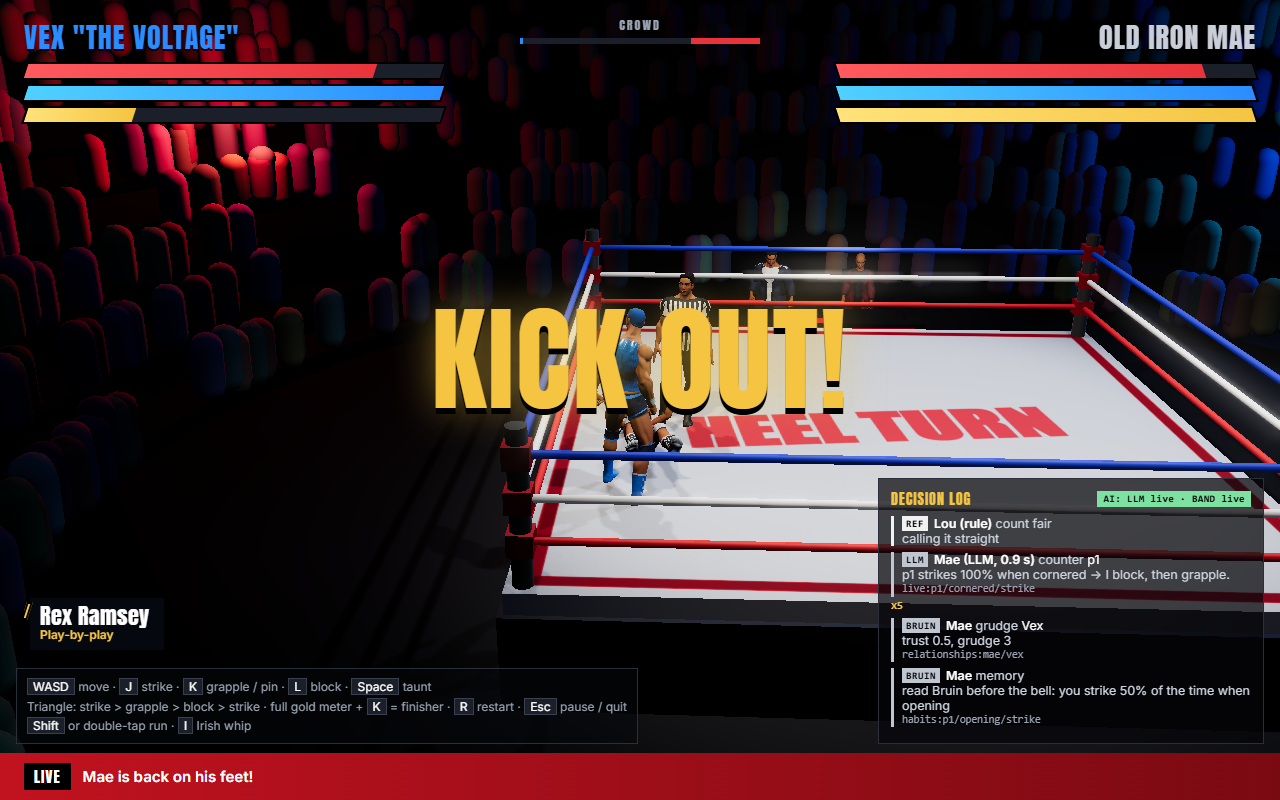 VEX "THE VOLTAGE"
CROWD
OLD IRON MAE
KICK OUT!
HEEL TURN
DECISION LOG
AI: LLM live · BAND live
REF Lou (rule) count fair
calling it straight
LLM Mae (LLM, 0.9 s) counter p1
p1 strikes 100% when cornered → I block, then grapple.
live:p1/cornered/strike
x5
BRUIN Mae grudge Vex
trust 0.5, grudge 3
relationships:mae/vex
BRUIN Mae memory
read Bruin before the bell: you strike 50% of the time when
opening
habits:p1/opening/strike
/ Rex Ramsey
Play-by-play
WASD move · J strike · K grapple / pin · L block · Space taunt
Triangle: strike > grapple > block > strike · full gold meter + K = finisher · R restart · Esc pause / quit
Shift or double-tap run · I Irish whip
LIVE Mae is back on his feet!